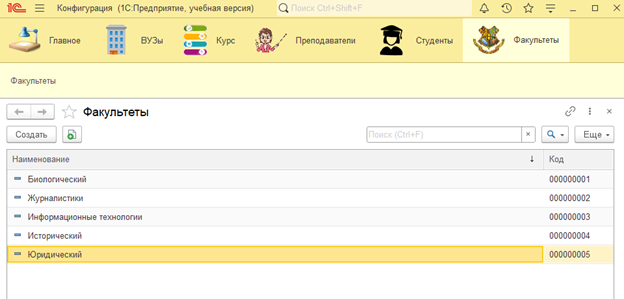 1С Конфигурация (1С:Предприятие, учебная версия) Поиск Ctrl+Shift+F
Главное ВУЗы Курс Преподаватели Студенты Факультеты
Факультеты
Факультеты
Создать Поиск (Ctrl+F) × Еще
Наименование ↓ Код
Биологический 000000001
Журналистики 000000002
Информационные технологии 000000003
Исторический 000000004
Юридический 000000005